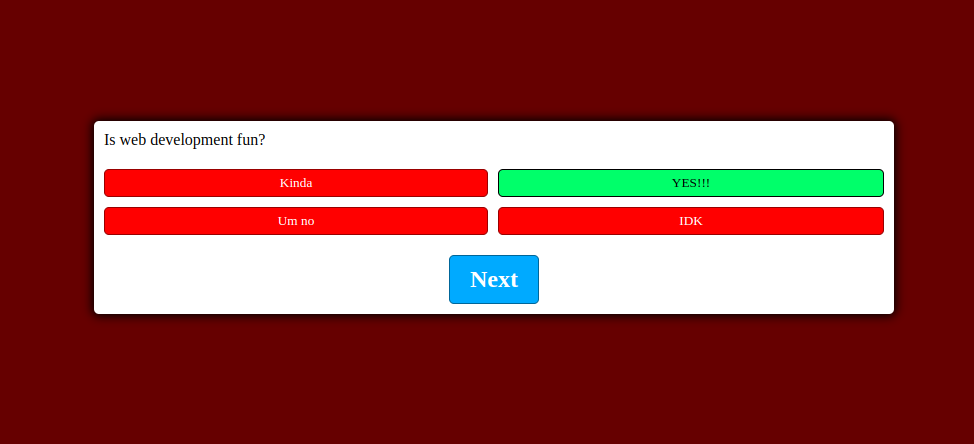 Is web development fun?
Kinda
YES!!!
Um no
IDK
Next